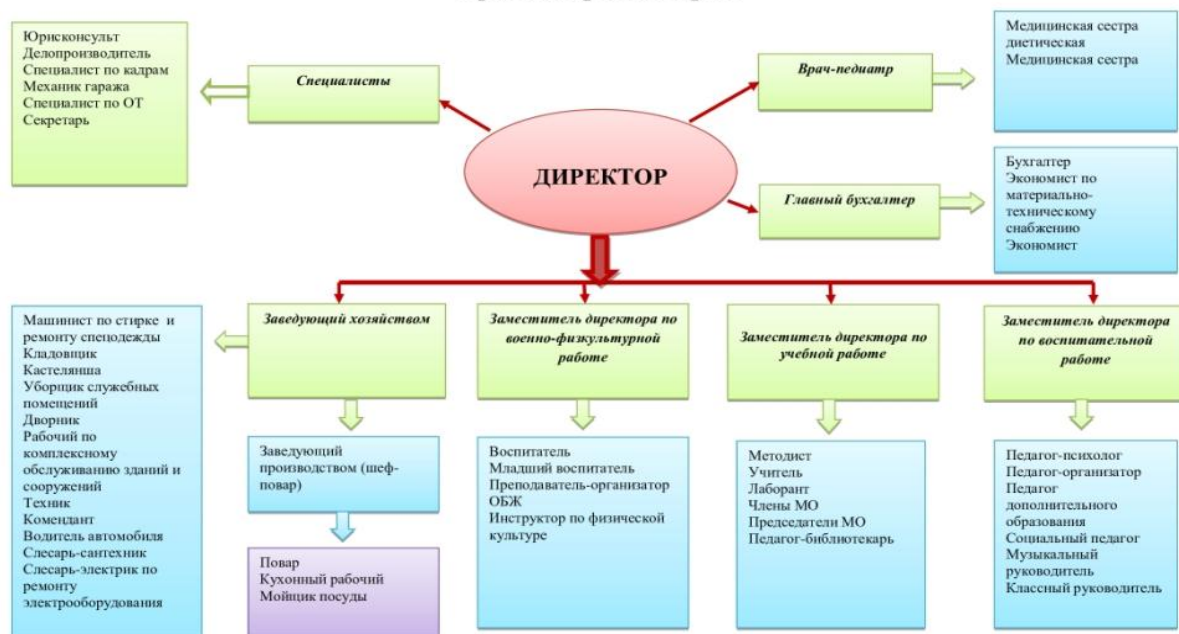 Юрисконсульт
Делопроизводитель
Специалист по кадрам
Механик гаража
Специалист по ОТ
Секретарь
Специалисты
Врач-педиатр
Медицинская сестра
диетическая
Медицинская сестра
ДИРЕКТОР
Главный бухгалтер
Бухгалтер
Экономист по
материально-
техническому
снабжению
Экономист
Машинист по стирке и
ремонту спецодежды
Кладовщик
Кастелянша
Уборщик служебных
помещений
Дворник
Рабочий по
комплексному
обслуживанию зданий и
сооружений
Техник
Комендант
Водитель автомобиля
Слесарь-сантехник
Слесарь-электрик по
ремонту
электрооборудования
Заведующий хозяйством
Заведующий
производством (шеф-
повар)
Повар
Кухонный рабочий
Мойщик посуды
Заместитель директора по
военно-физкультурной
работе
Воспитатель
Младший воспитатель
Преподаватель-организатор
ОБЖ
Инструктор по физической
культуре
Заместитель директора по
учебной работе
Методист
Учитель
Лаборант
Члены МО
Председатели МО
Педагог-библиотекарь
Заместитель директора
по воспитательной
работе
Педагог-психолог
Педагог-организатор
Педагог
дополнительного
образования
Социальный педагог
Музыкальный
руководитель
Классный руководитель